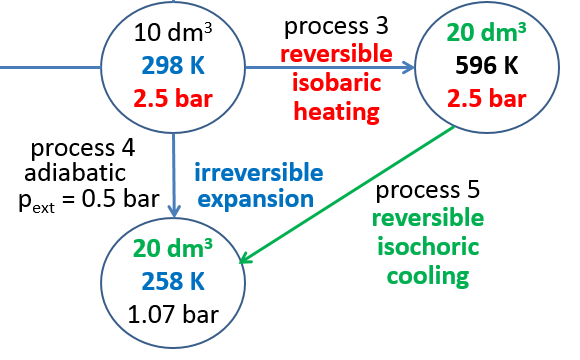 10 dm³
298 K
2.5 bar
process 3
reversible
isobaric
heating
20 dm³
596 K
2.5 bar
process 4
adiabatic
pext = 0.5 bar
irreversible
expansion
process 5
reversible
isochoric
cooling
20 dm³
258 K
1.07 bar